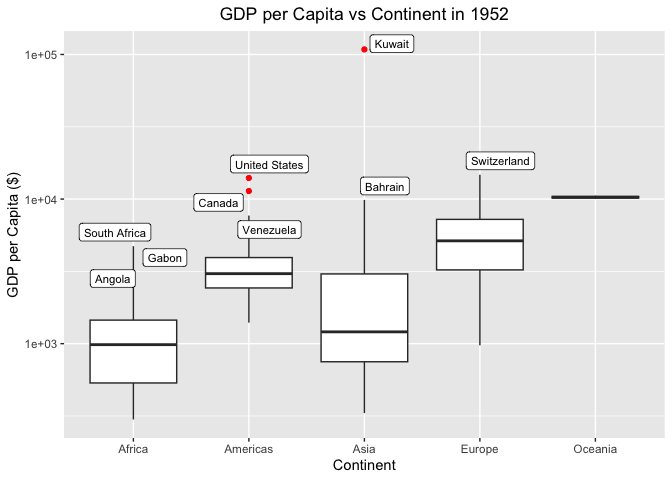 GDP per Capita vs Continent in 1952
GDP per Capita ($)
1e+05
1e+04
1e+03
Kuwait
United States
Switzerland
Bahrain
Canada
Venezuela
South Africa
Gabon
Angola
Africa
Americas
Asia
Europe
Oceania
Continent